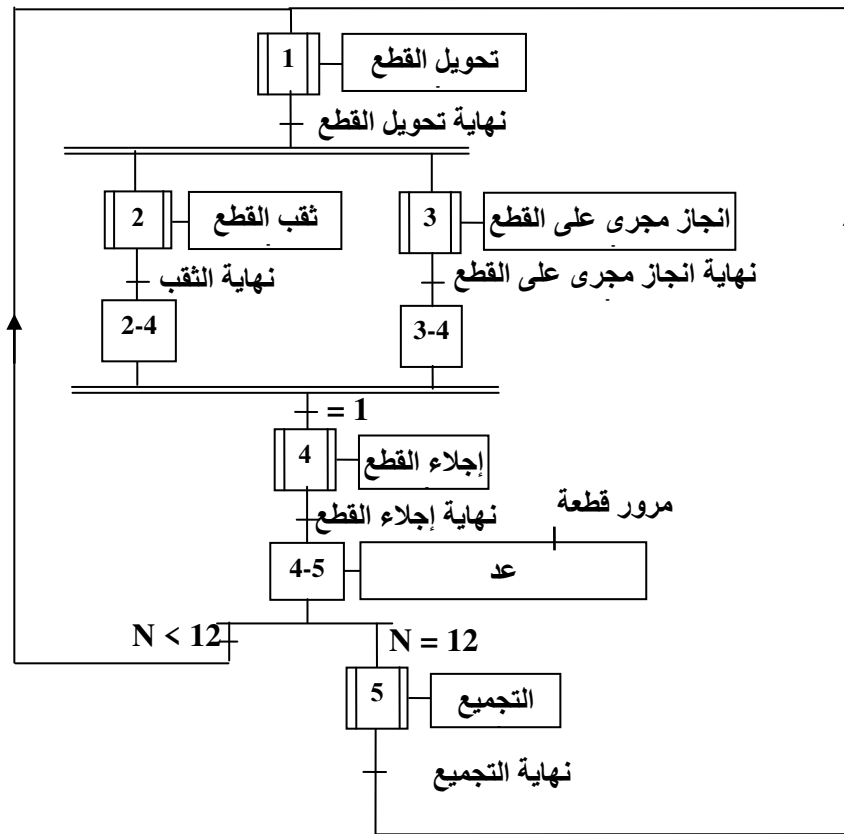 1
تحويل القطع
نهاية تحويل القطع
2
ثقب القطع
3
انجاز مجرى على القطع
نهاية الثقب
نهاية انجاز مجرى على القطع
2-4
3-4
= 1
4
إجلاء القطع
نهاية إجلاء القطع
مرور قطعة
4-5
عد
N < 12
N = 12
5
التجميع
نهاية التجميع